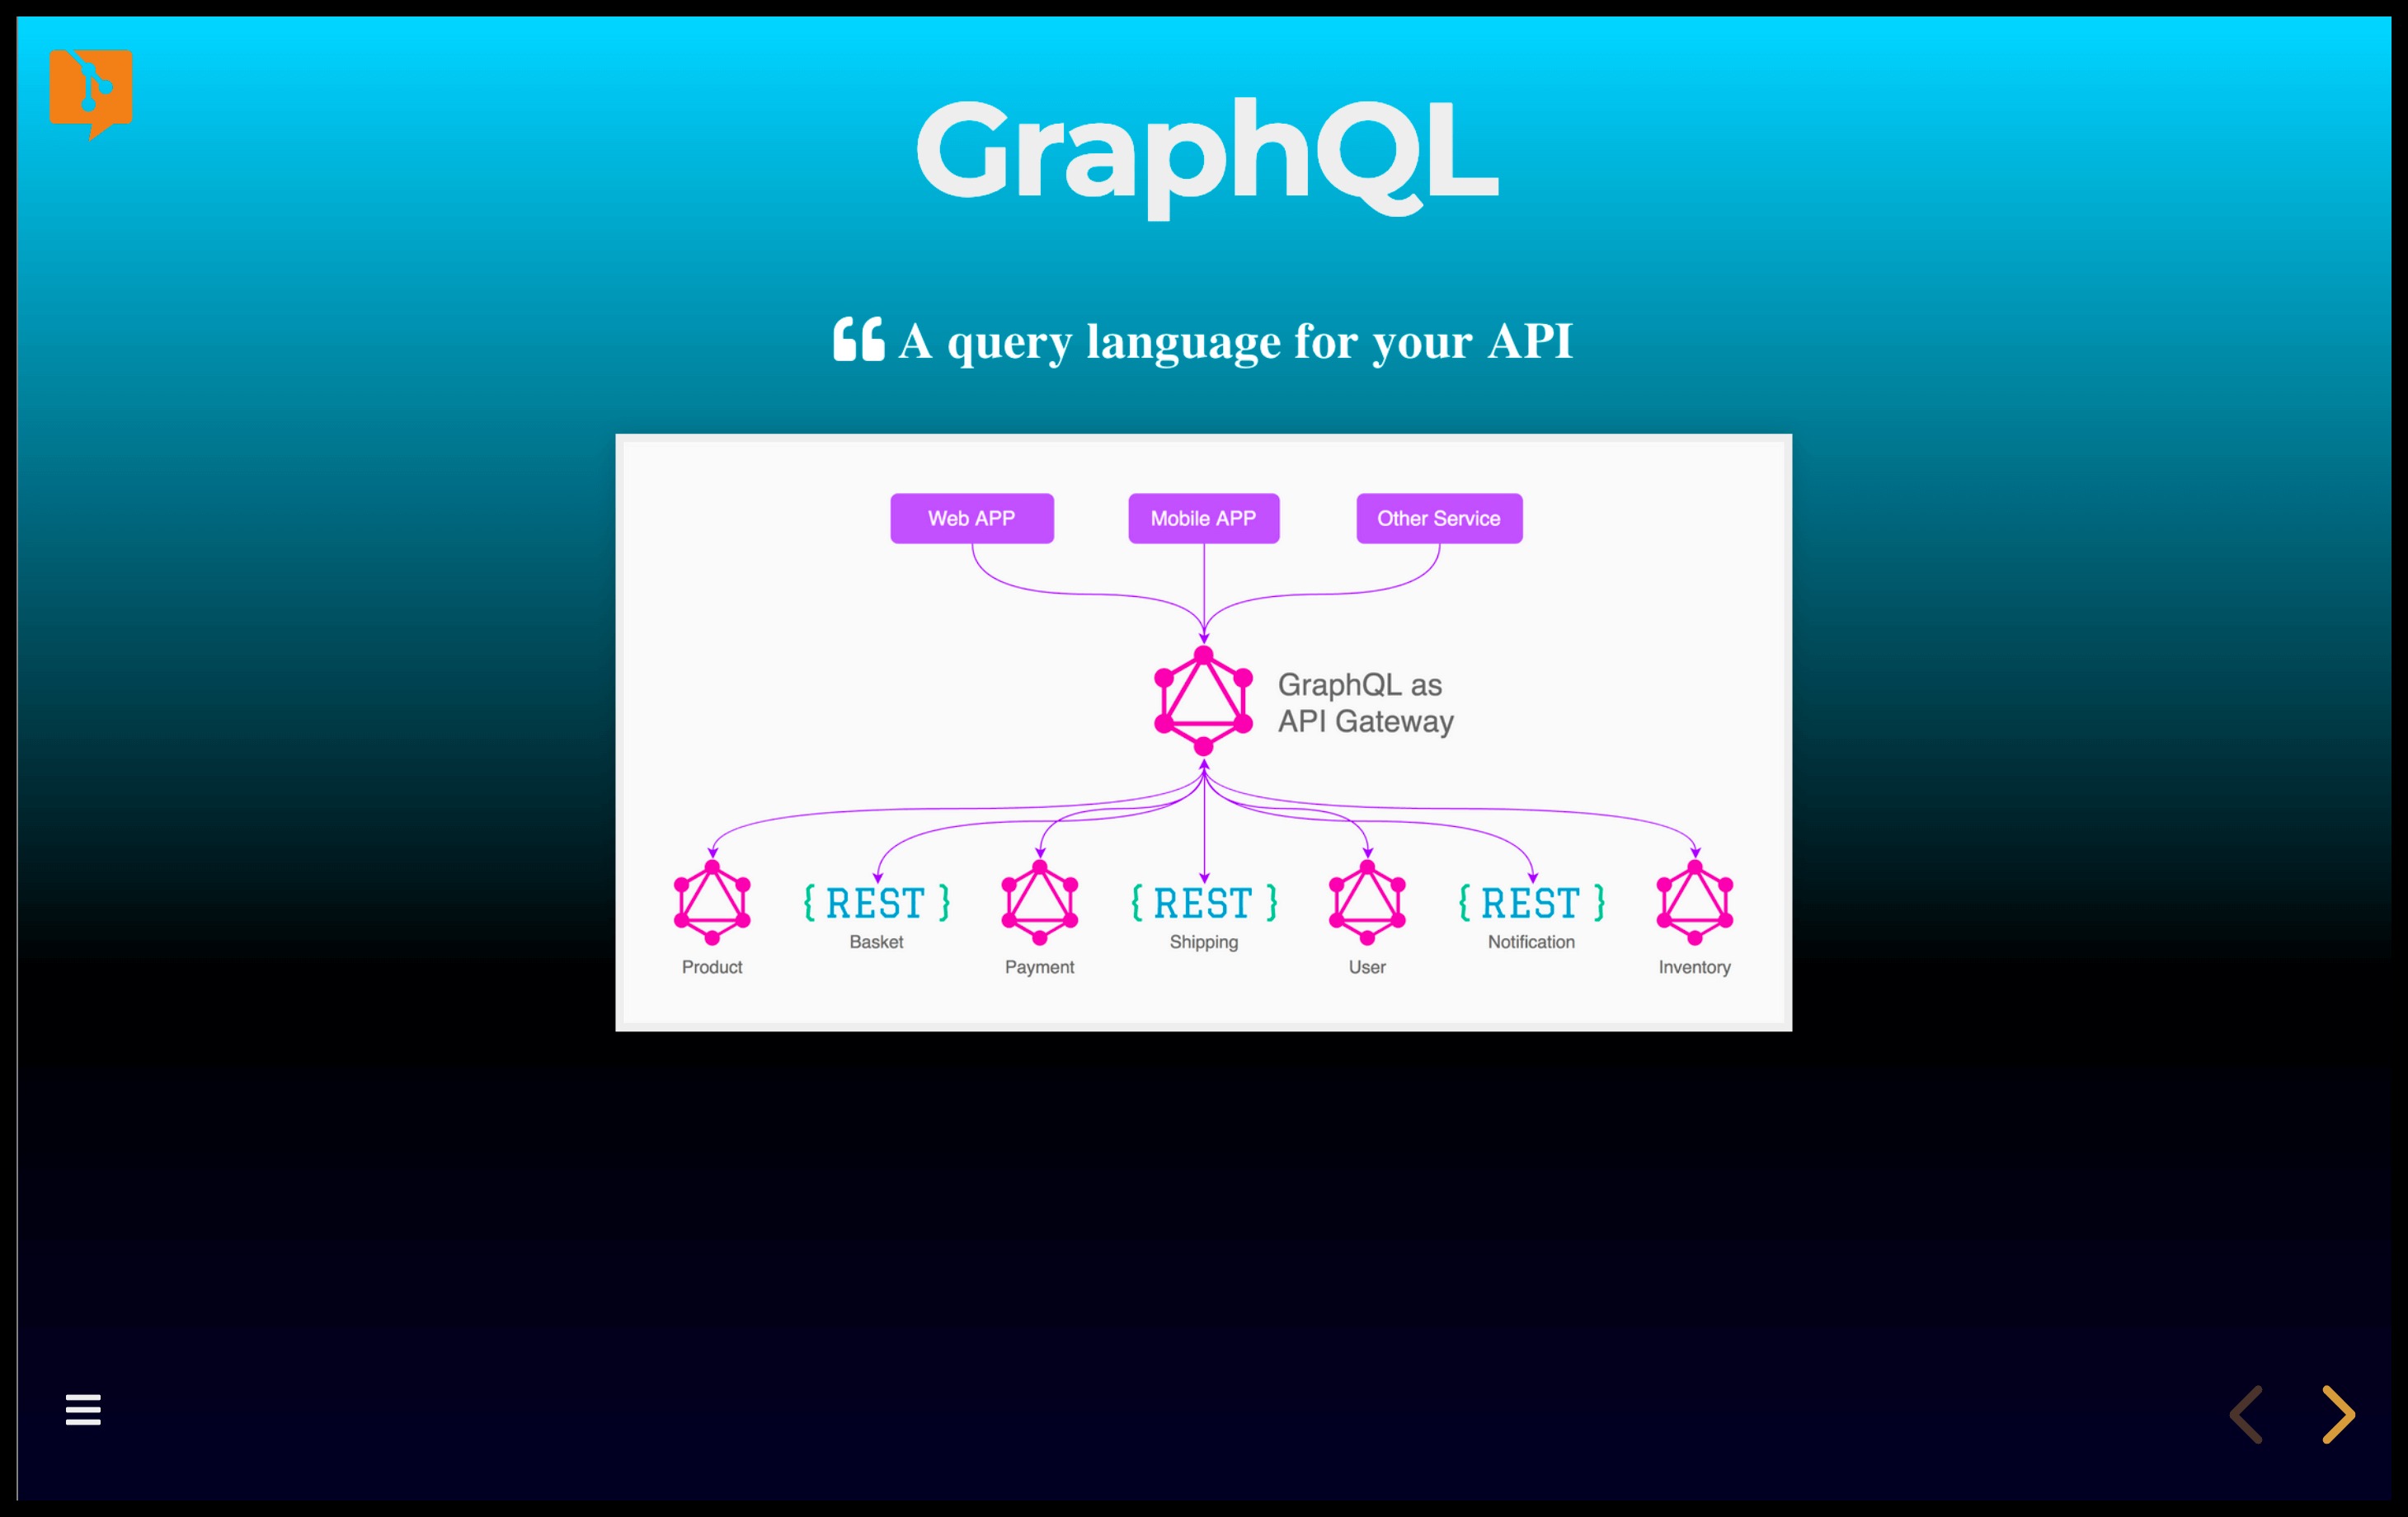 GraphQL
“ A query language for your API
Web APP
Mobile APP
Other Service
GraphQL as
API Gateway
{ REST }
{ REST }
{ REST }
Basket
Shipping
Notification
Product
Payment
User
Inventory